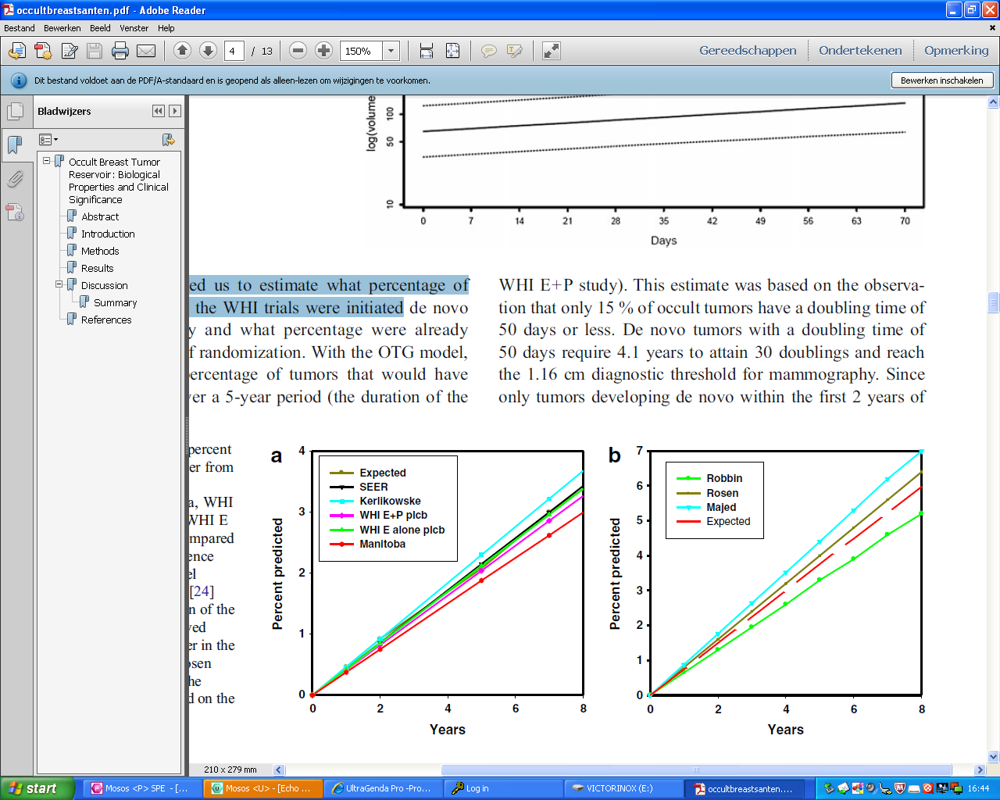 occultbreastsanten.pdf - Adobe Reader
Bestand Bewerken Beeld Venster Help
4 / 13 150% Gereedschappen Ondertekenen Opmerking
Dit bestand voldoet aan de PDF/A-standaard en is geopend als alleen-lezen om wijzigingen te voorkomen. Bewerken inschakelen
Bladwijzers
Occult Breast Tumor
Reservoir: Biological
Properties and Clinical
Significance
Abstract
Introduction
Methods
Results
Discussion
Summary
References
log(volume
100
50
10
0 7 14 21 28 35 42 49 56 63 70
Days
ed us to estimate what percentage of
the WHI trials were initiated de novo
y and what percentage were already
f randomization. With the OTG model,
ercentage of tumors that would have
ver a 5-year period (the duration of the
WHI E+P study). This estimate was based on the observa-
tion that only 15 % of occult tumors have a doubling time of
50 days or less. De novo tumors with a doubling time of
50 days require 4.1 years to attain 30 doublings and reach
the 1.16 cm diagnostic threshold for mammography. Since
only tumors developing de novo within the first 2 years of
percent
er from
a, WHI
WHI E
mpared
ence
el
[24]
n of the
ved
er in the
osen
he
d on the
a
Percent predicted
4
3
2
1
0
Expected
SEER
Kerlikowske
WHI E+P plcb
WHI E alone plcb
Manitoba
0 2 4 6 8
Years
b
Percent predicted
7
6
5
4
3
2
1
0
Robbin
Rosen
Majed
Expected
0 2 4 6 8
Years
210 x 279 mm
start Mosos <P> SPE - [... Mosos <U> - [Echo ... UltraGenda Pro -Pro... Log in VICTORINOX (E:) occultbreastsanten.... 16:44